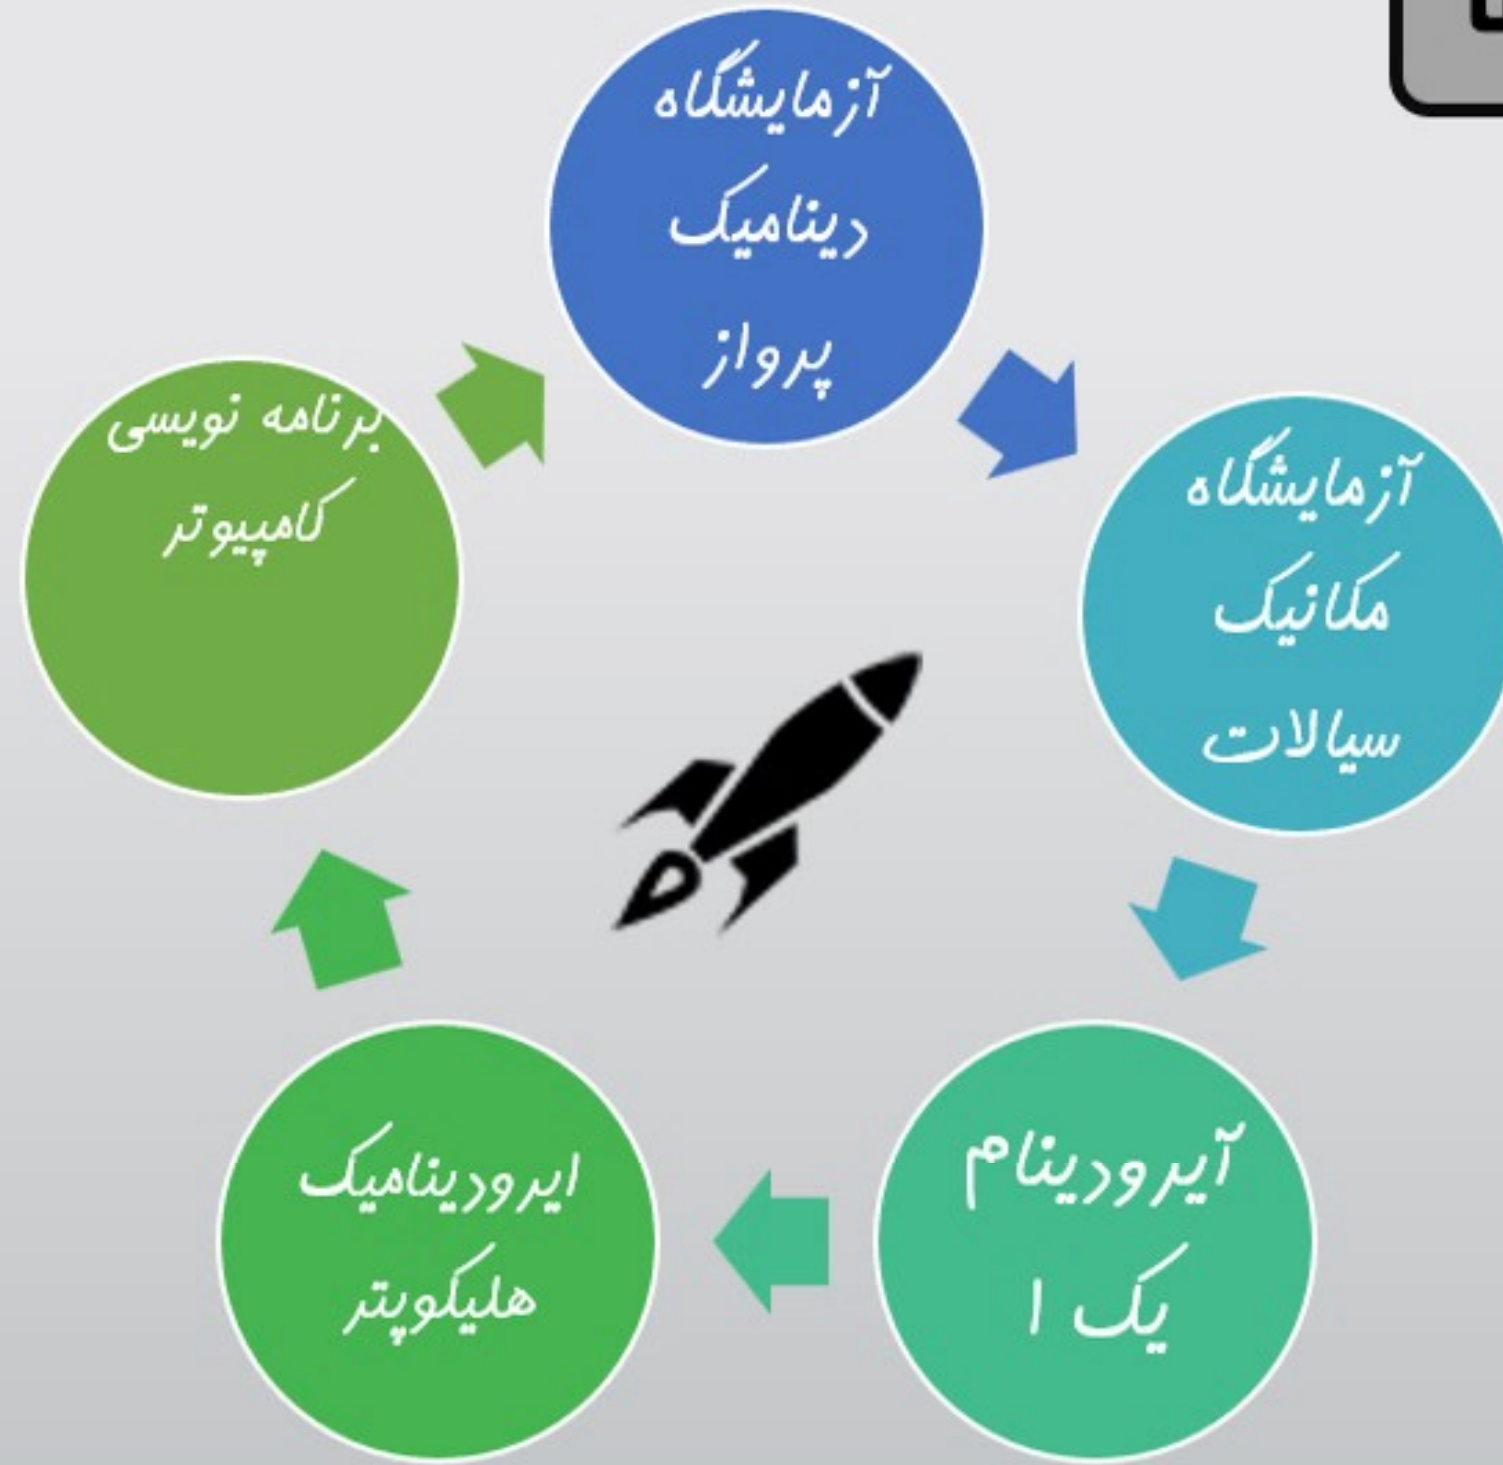 آزمایشگاه
دینامیک
پرواز
آزمایشگاه
مکانیک
سیالات
آیرودینام
یک ۱
ایرودینامیک
هلیکوپتر
برنامه نویسی
کامپیوتر